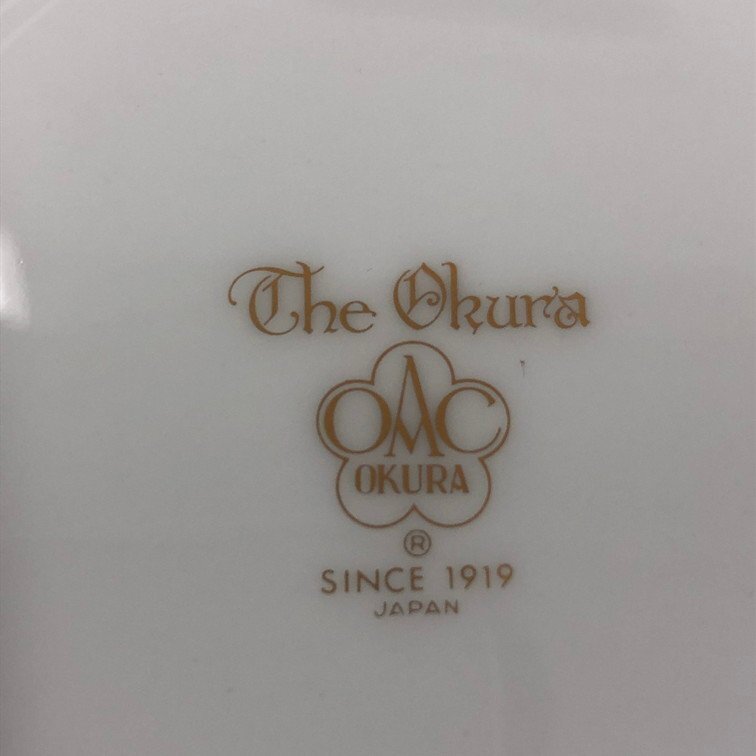 The Okura
OAC
OKURA
®
SINCE 1919
JAPAN